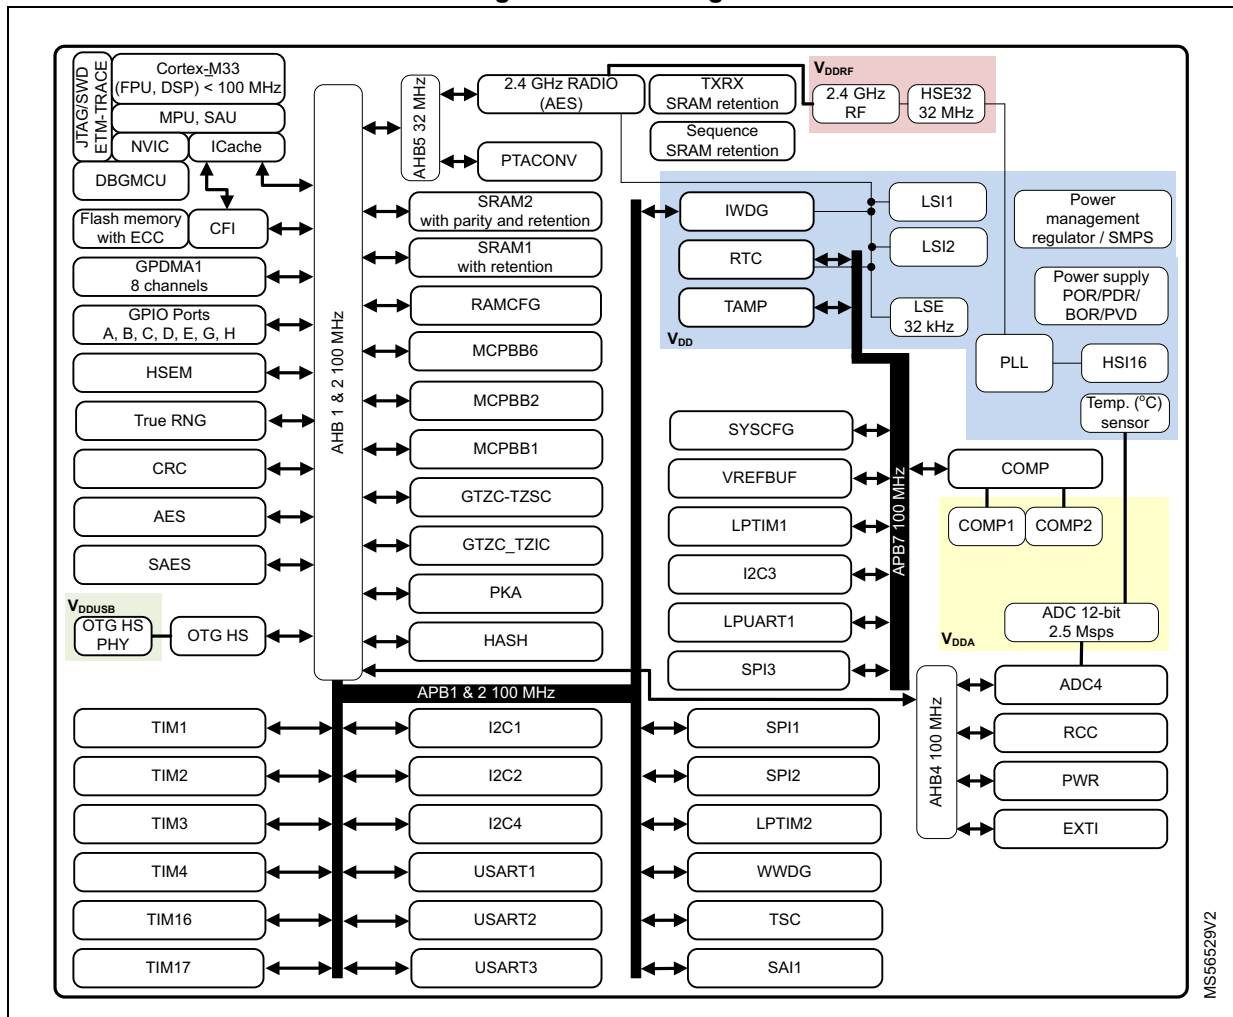 JTAG/SWD
ETM-TRACE
Cortex-M33
(FPU, DSP) < 100 MHz
MPU, SAU
NVIC
ICache
DBGMCU
Flash memory
with ECC
CFI
GPDMA1
8 channels
GPIO Ports
A, B, C, D, E, G, H
HSEM
True RNG
CRC
AES
SAES
VDDUSB
OTG HS
PHY
OTG HS
AHB 1 & 2 100 MHz
AHB5 32 MHz
2.4 GHz RADIO
(AES)
PTACONV
TXRX
SRAM retention
Sequence
SRAM retention
VDDRF
2.4 GHz
RF
HSE32
32 MHz
SRAM2
with parity and retention
SRAM1
with retention
RAMCFG
MCPBB6
MCPBB2
MCPBB1
GTZC-TZSC
GTZC_TZIC
PKA
HASH
IWDG
RTC
TAMP
VDD
LSI1
LSI2
LSE
32 kHz
Power
management
regulator / SMPS
Power supply
POR/PDR/
BOR/PVD
PLL
HSI16
Temp. (°C)
sensor
SYSCFG
VREFBUF
LPTIM1
I2C3
LPUART1
SPI3
APB7 100 MHz
COMP
COMP1
COMP2
ADC 12-bit
2.5 Msps
VDDA
AHB4 100 MHz
ADC4
RCC
PWR
EXTI
APB1 & 2 100 MHz
TIM1
TIM2
TIM3
TIM4
TIM16
TIM17
I2C1
I2C2
I2C4
USART1
USART2
USART3
SPI1
SPI2
LPTIM2
WWDG
TSC
SAI1
MS56529V2